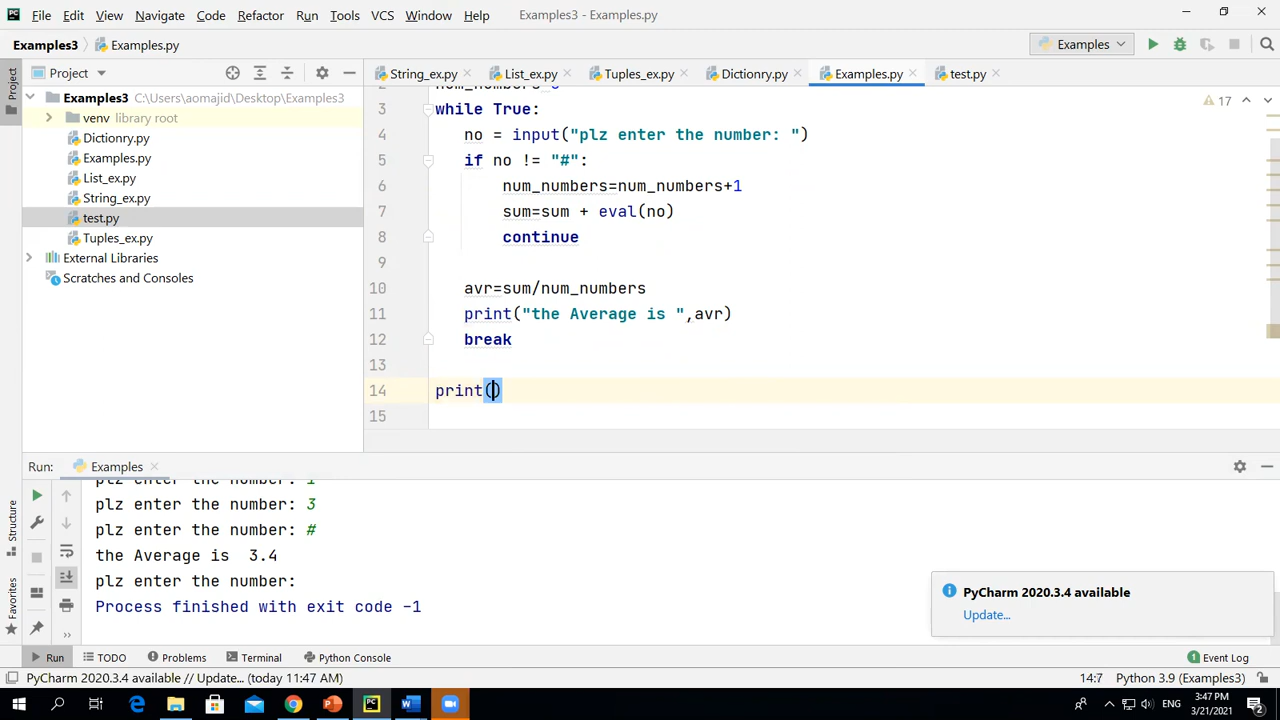 File Edit View Navigate Code Refactor Run Tools VCS Window Help Examples3 - Examples.py
Examples3 Examples.py Examples
Project String_ex.py List_ex.py Tuples_ex.py Dictionry.py Examples.py test.py
Project
Examples3 C:\Users\aomajid\Desktop\Examples3
venv library root
Dictionry.py
Examples.py
List_ex.py
String_ex.py
test.py
Tuples_ex.py
External Libraries
Scratches and Consoles
17
3 while True:
4 no = input("plz enter the number: ")
5 if no != "#":
6 num_numbers=num_numbers+1
7 sum=sum + eval(no)
8 continue
9
10 avr=sum/num_numbers
11 print("the Average is ",avr)
12 break
13
14 print()
15
Run: Examples
plz enter the number: 1
plz enter the number: 3
plz enter the number: #
the Average is  3.4
plz enter the number:
Process finished with exit code -1
Structure
Favorites
PyCharm 2020.3.4 available
Update...
Run TODO Problems Terminal Python Console 1 Event Log
PyCharm 2020.3.4 available // Update... (today 11:47 AM) 14:7 Python 3.9 (Examples3)
ENG 3:47 PM
3/21/2021
2